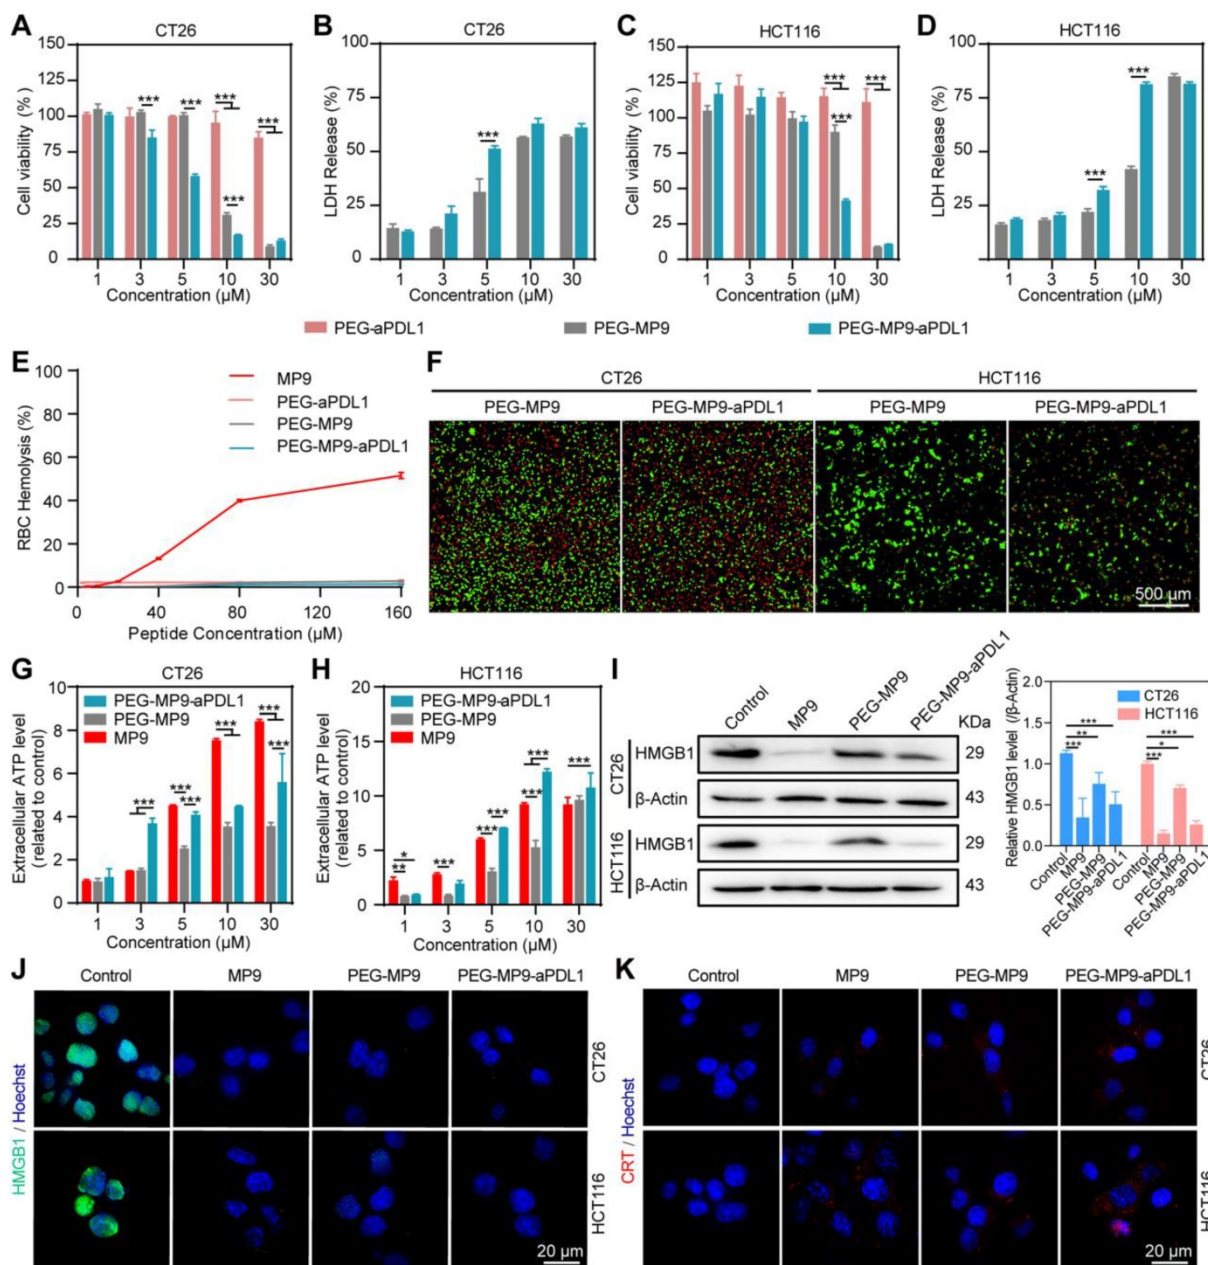 A
CT26
Cell viability (%)
150
125
100
75
50
25
0
***
***
***
***
***
1 3 5 10 30
Concentration (µM)
B
CT26
LDH Release (%)
100
75
50
25
0
***
1 3 5 10 30
Concentration (µM)
C
HCT116
Cell viability (%)
150
125
100
75
50
25
0
***
***
***
1 3 5 10 30
Concentration (µM)
D
HCT116
LDH Release (%)
100
75
50
25
0
***
***
1 3 5 10 30
Concentration (µM)
PEG-aPDL1 PEG-MP9 PEG-MP9-aPDL1
E
RBC Hemolysis (%)
100
80
60
40
20
0
MP9
PEG-aPDL1
PEG-MP9
PEG-MP9-aPDL1
40 80 120 160
Peptide Concentration (µM)
F
CT26 HCT116
PEG-MP9 PEG-MP9-aPDL1 PEG-MP9 PEG-MP9-aPDL1
500 µm
G
CT26
Extracellular ATP level
(related to control)
10
8
6
4
2
0
PEG-MP9-aPDL1
PEG-MP9
MP9
***
***
***
***
***
***
1 3 5 10 30
Concentration (µM)
H
HCT116
Extracellular ATP level
(related to control)
20
15
10
5
0
PEG-MP9-aPDL1
PEG-MP9
MP9
*
**
***
***
***
***
***
***
1 3 5 10 30
Concentration (µM)
I
Control MP9 PEG-MP9 PEG-MP9-aPDL1
KDa
CT26
HMGB1 29
β-Actin 43
HCT116
HMGB1 29
β-Actin 43
Relative HMGB1 levlel (/β-Actin)
2.0
1.5
1.0
0.5
0.0
CT26
HCT116
***
**
***
***
*
***
Control MP9 PEG-MP9 PEG-MP9-aPDL1 Control MP9 PEG-MP9 PEG-MP9-aPDL1
J
Control MP9 PEG-MP9 PEG-MP9-aPDL1
HMGB1 / Hoechst
CT26
HCT116
20 µm
K
Control MP9 PEG-MP9 PEG-MP9-aPDL1
CRT / Hoechst
CT26
HCT116
20 µm